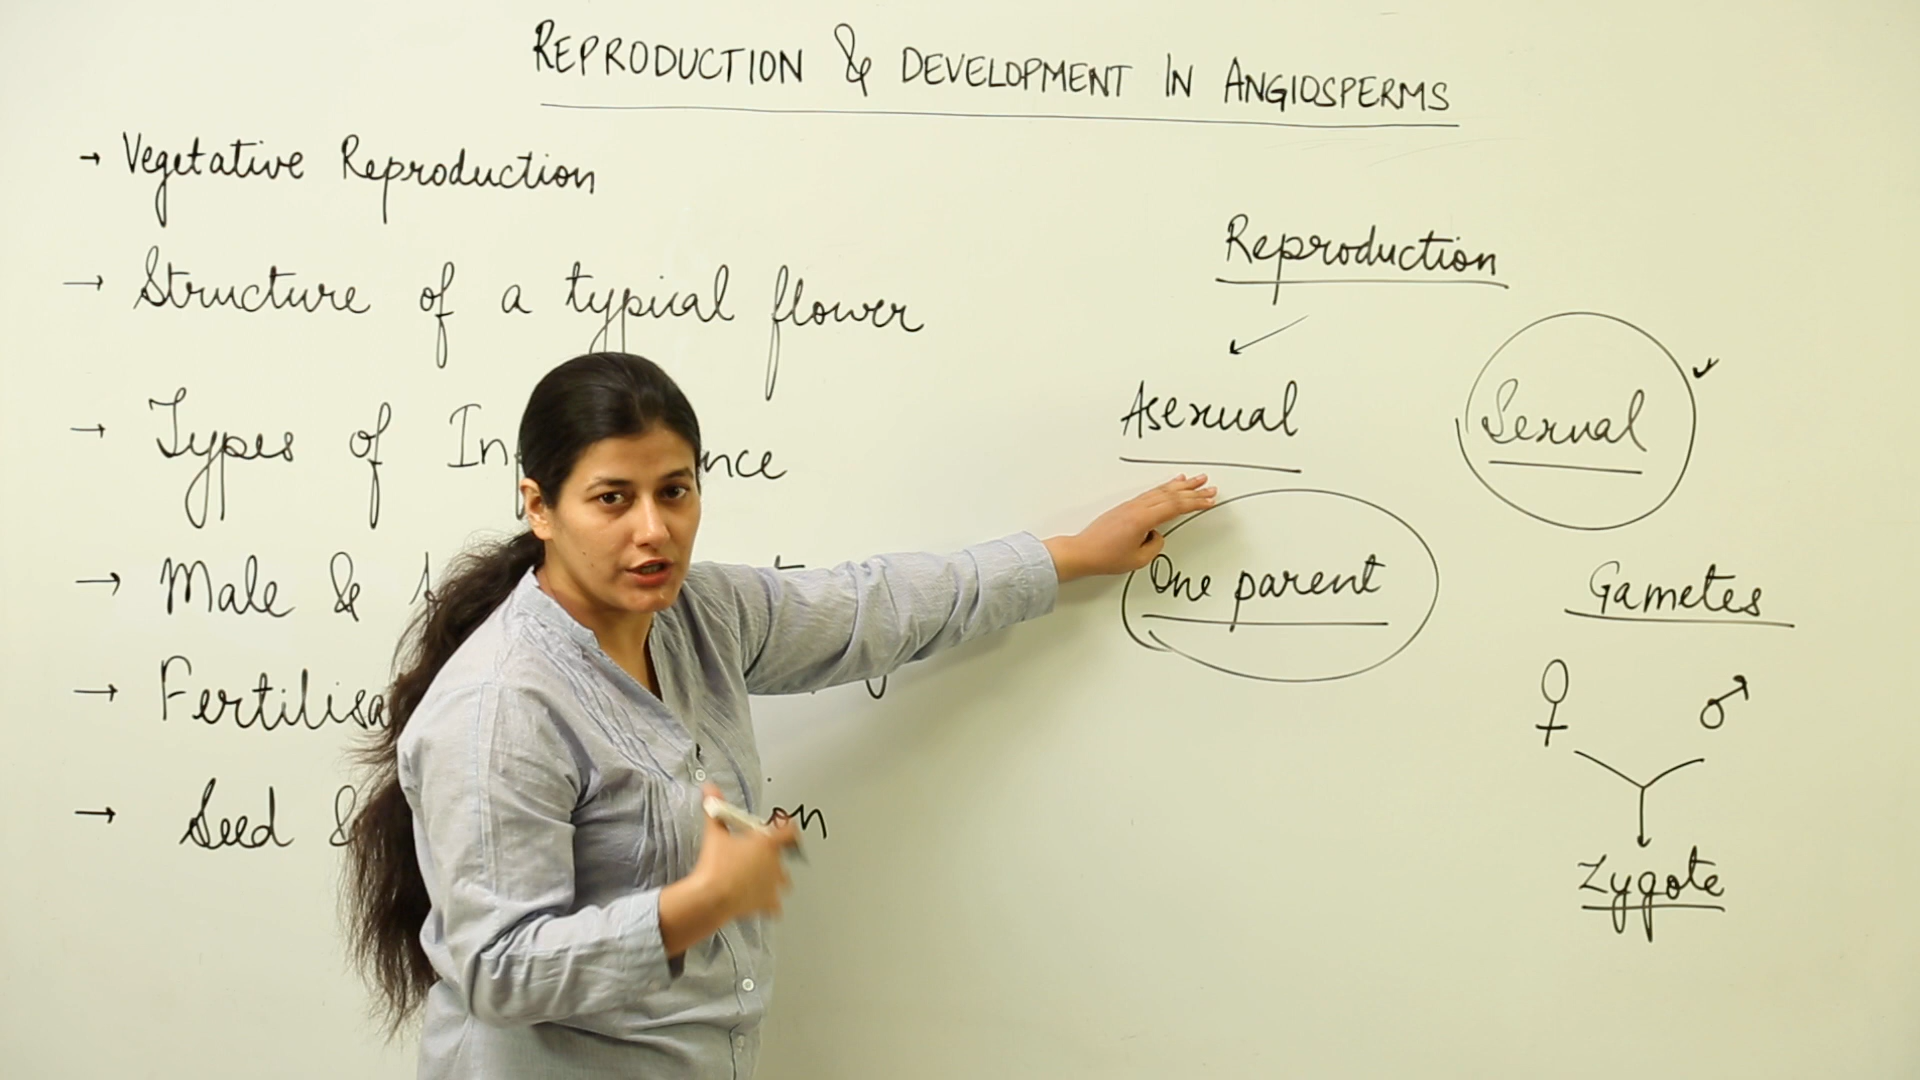 REPRODUCTION & DEVELOPMENT IN ANGIOSPERMS
→ Vegetative Reproduction
→ Structure of a typical flower
→ Types of In nce
→ Male &
→ Fertilisa
→ Seed & on
Reproduction
Asexual
Sexual
One parent
Gametes
♀ ♂
Zygote